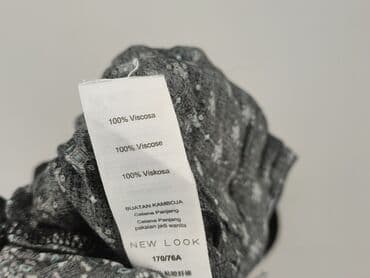 100% Viscosa
100% Viscose
100% Viskosa
BUATAN KAMBOJA
Celana Panjang
Celana Panjang
pakaian jadi wanita
NEW LOOK
170/76A